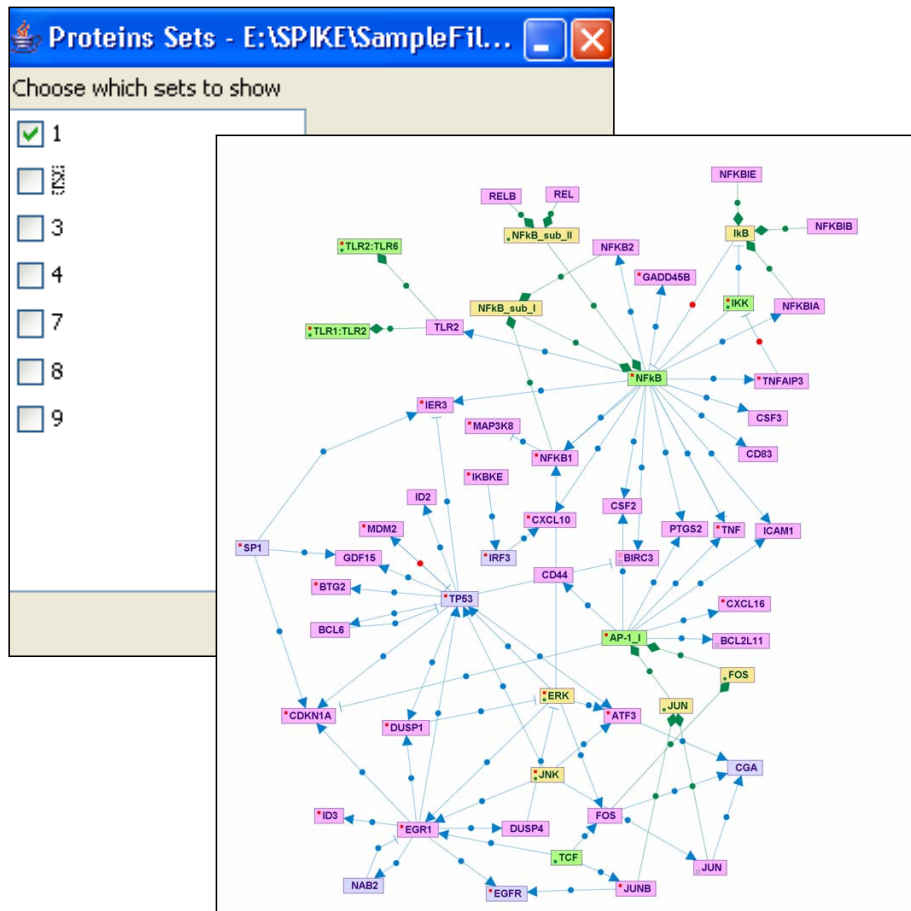 Proteins Sets - E:\SPIKE\SampleFil...
Choose which sets to show
1
2
3
4
7
8
9
NFKBIE
RELB
REL
NFKBIB
IkB
NFkB_sub_II
TLR2:TLR6
NFKB2
GADD45B
IKK
NFKBIA
NFkB_sub_I
TLR1:TLR2
TLR2
NFkB
TNFAIP3
IER3
CSF3
MAP3K8
CD83
NFKB1
IKBKE
ID2
CSF2
CXCL10
MDM2
PTGS2
TNF
ICAM1
SP1
GDF15
IRF3
BIRC3
CD44
BTG2
TP53
CXCL16
BCL6
AP-1_I
BCL2L11
FOS
ERK
JUN
CDKN1A
DUSP1
ATF3
CGA
JNK
ID3
FOS
EGR1
DUSP4
TCF
JUN
NAB2
EGFR
JUNB